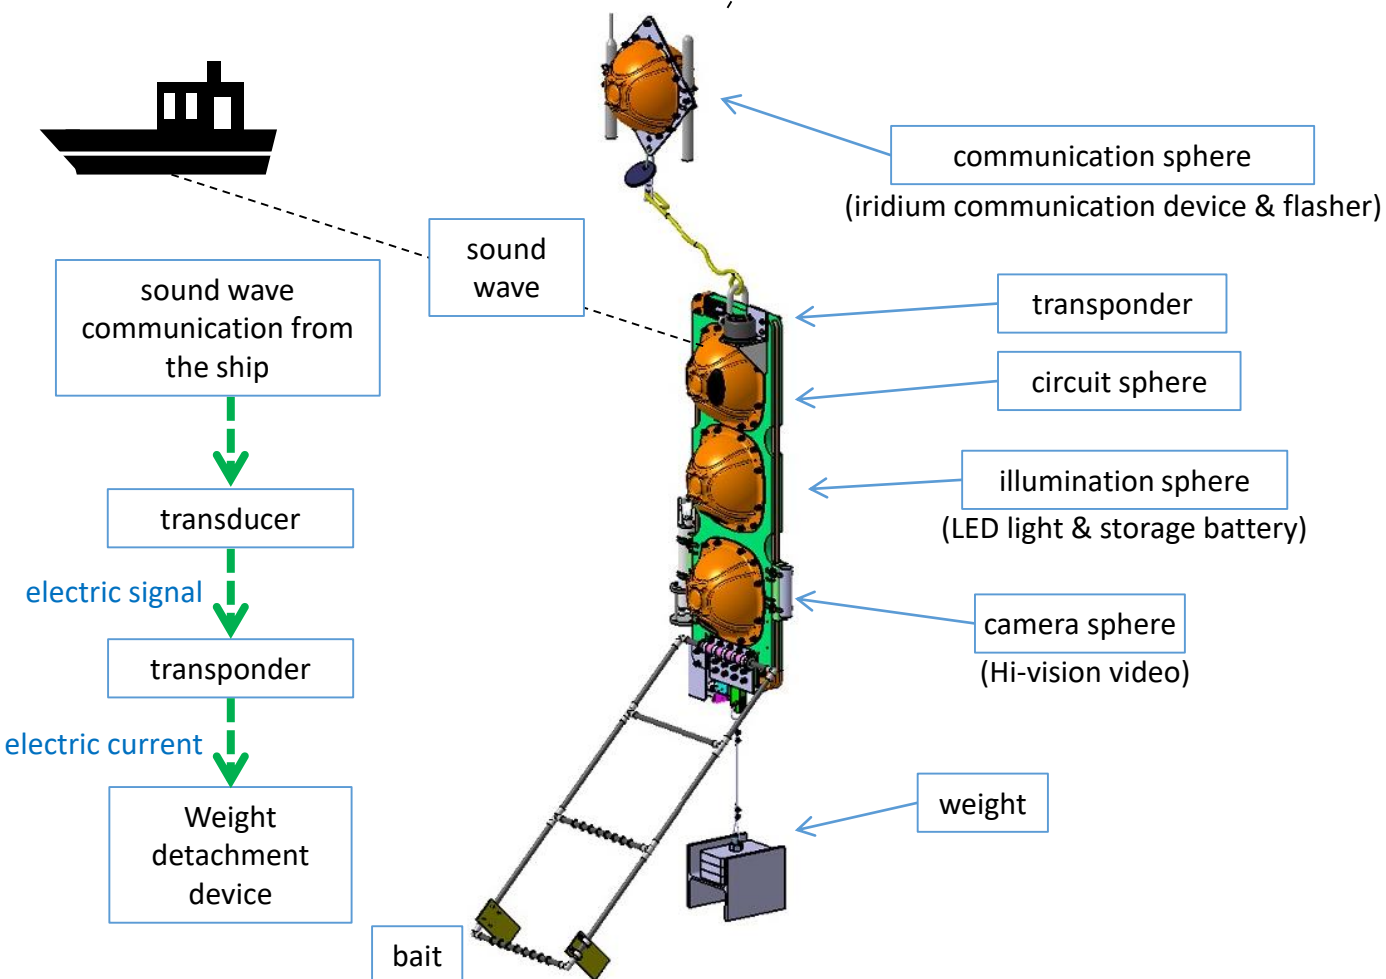 communication sphere
(iridium communication device & flasher)
sound
wave
sound wave
communication from
the ship
transponder
circuit sphere
illumination sphere
(LED light & storage battery)
transducer
electric signal
camera sphere
(Hi-vision video)
transponder
electric current
weight
Weight
detachment
device
bait